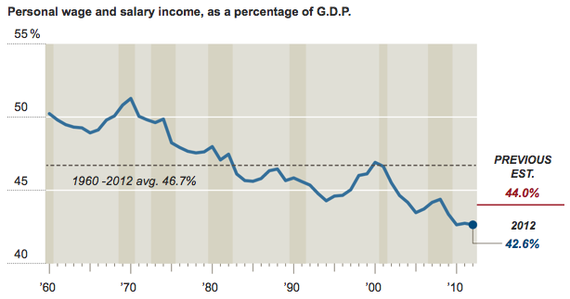 Personal wage and salary income, as a percentage of G.D.P.
55 %
50
1960 -2012 avg. 46.7%
45
40
PREVIOUS
EST.
44.0%
2012
42.6%
’60 ’70 ’80 ’90 ’00 ’10